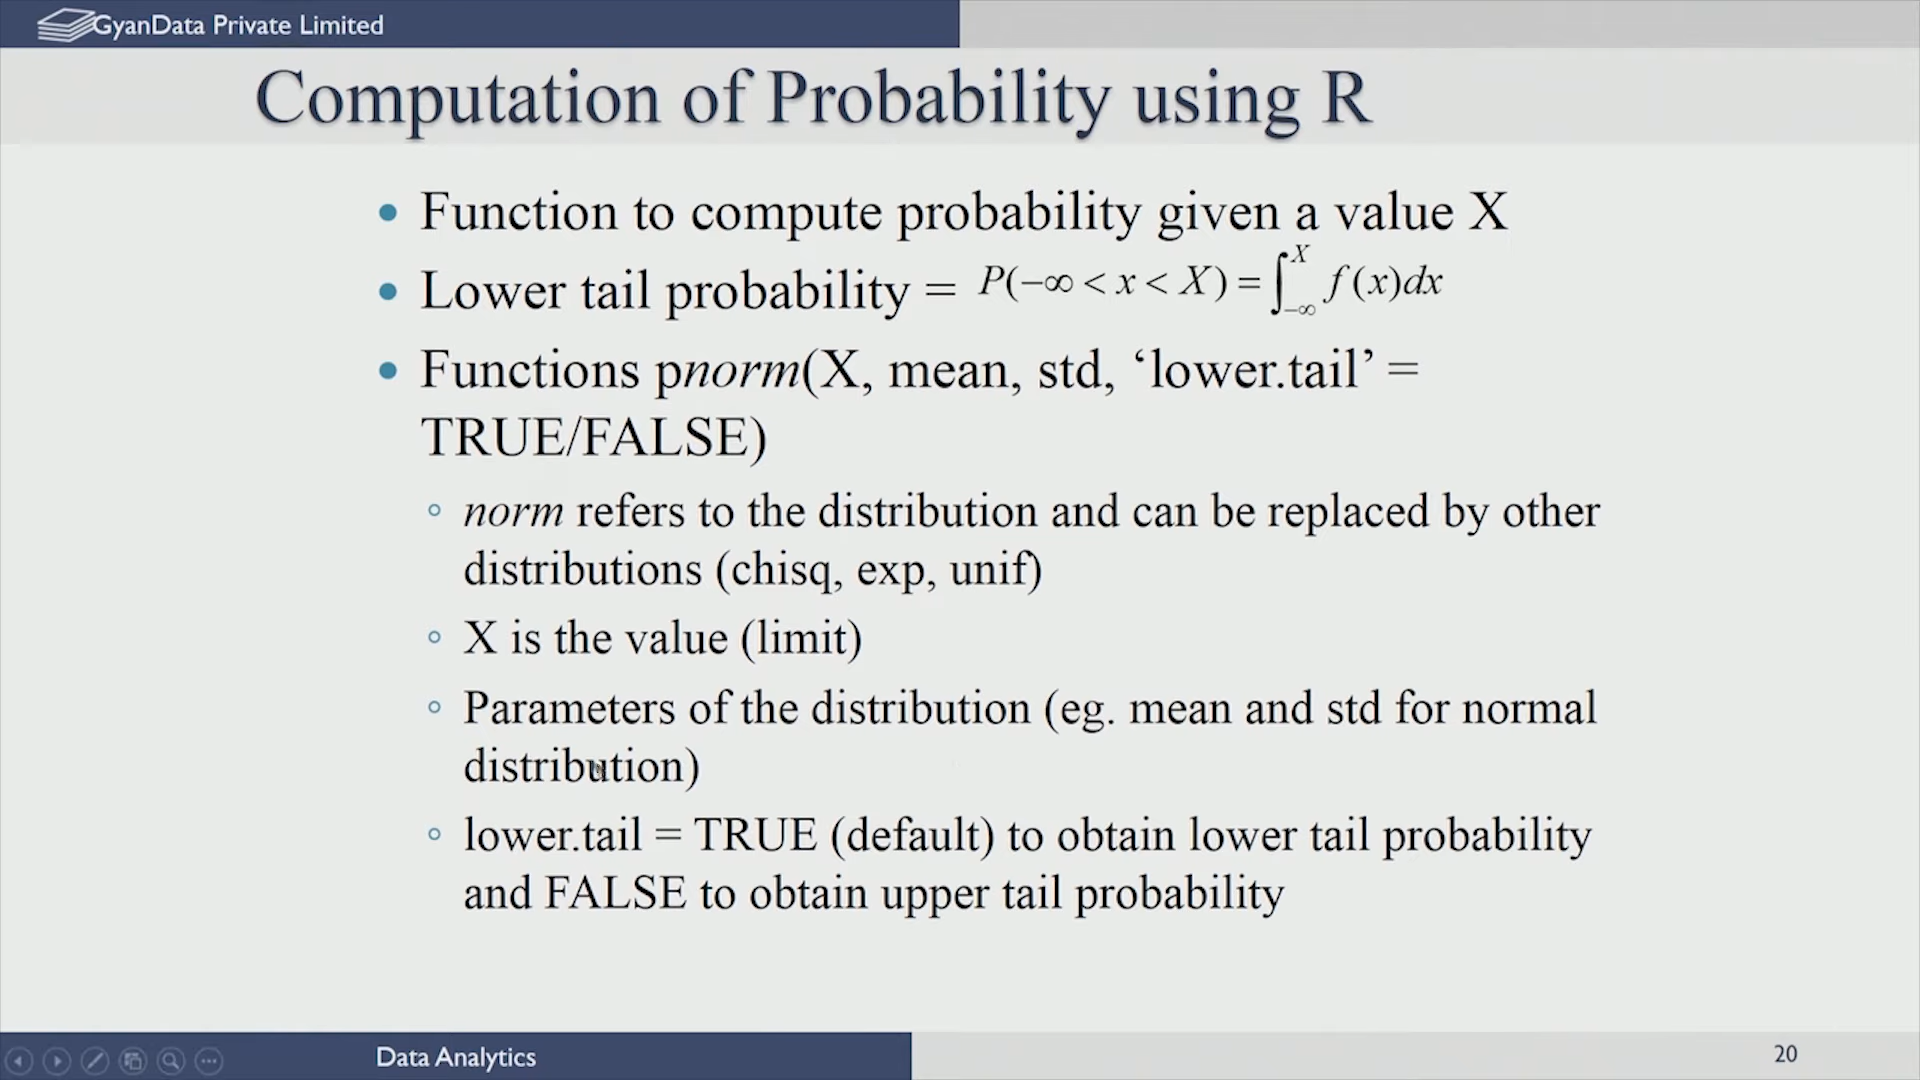 GyanData Private Limited
Computation of Probability using R
• Function to compute probability given a value X
• Lower tail probability = P(−∞ < x < X) = ∫_{−∞}^{X} f(x)dx
• Functions pnorm(X, mean, std, ‘lower.tail’ =
TRUE/FALSE)
◦ norm refers to the distribution and can be replaced by other
distributions (chisq, exp, unif)
◦ X is the value (limit)
◦ Parameters of the distribution (eg. mean and std for normal
distribution)
◦ lower.tail = TRUE (default) to obtain lower tail probability
and FALSE to obtain upper tail probability
Data Analytics
20